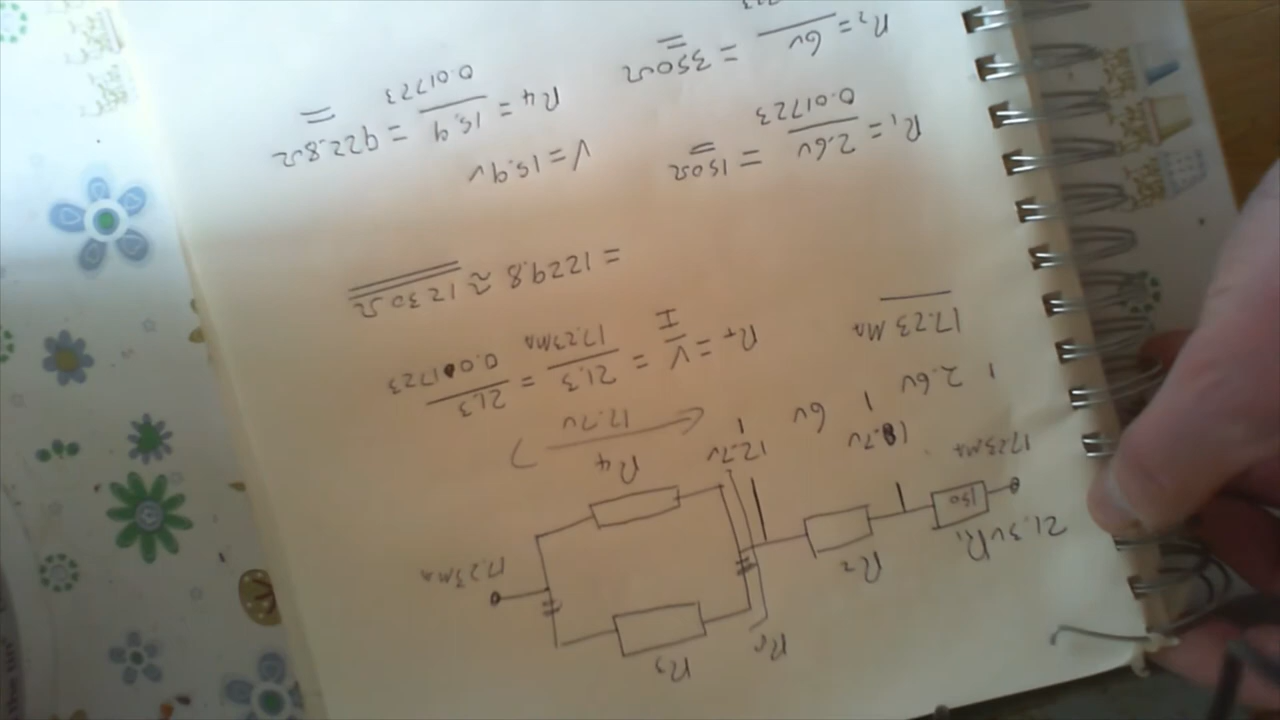 21.3v R₁
R₂
R₃
Rₚ
150
17.23mA
17.23mA
18.7v
12.7v
R₄
12.7v
2.6v
6v
17.23mA
R_T = V/I = 21.3/17.23mA = 21.3/0.01723
= 1229.8 ≈ 1230Ω
R₁ = 2.6v/0.01723 = 150Ω
V = 15.9v
R₂ = 6v/ = 350Ω
R₄ = 15.9/0.01723 = 922.8Ω